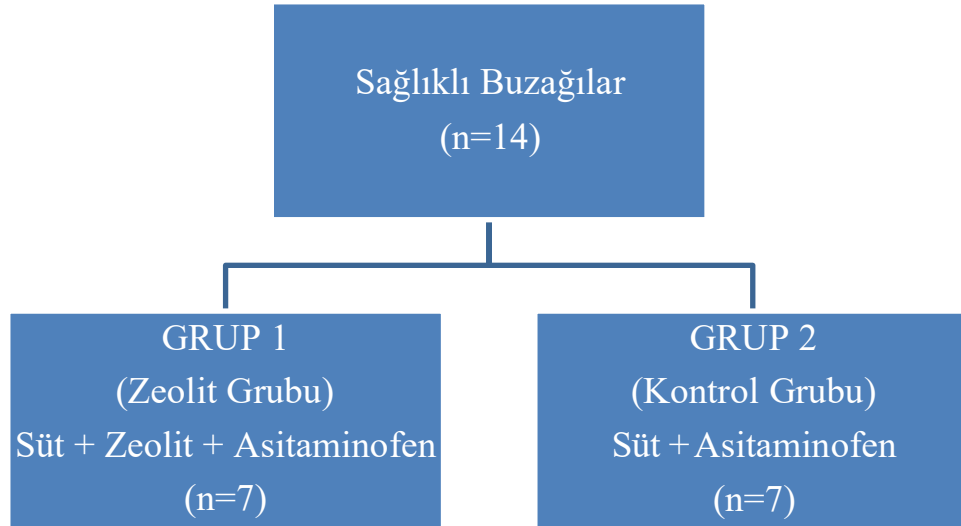 Sağlıklı Buzağılar
(n=14)
GRUP 1
(Zeolit Grubu)
Süt + Zeolit + Asitaminofen
(n=7)
GRUP 2
(Kontrol Grubu)
Süt + Asitaminofen
(n=7)